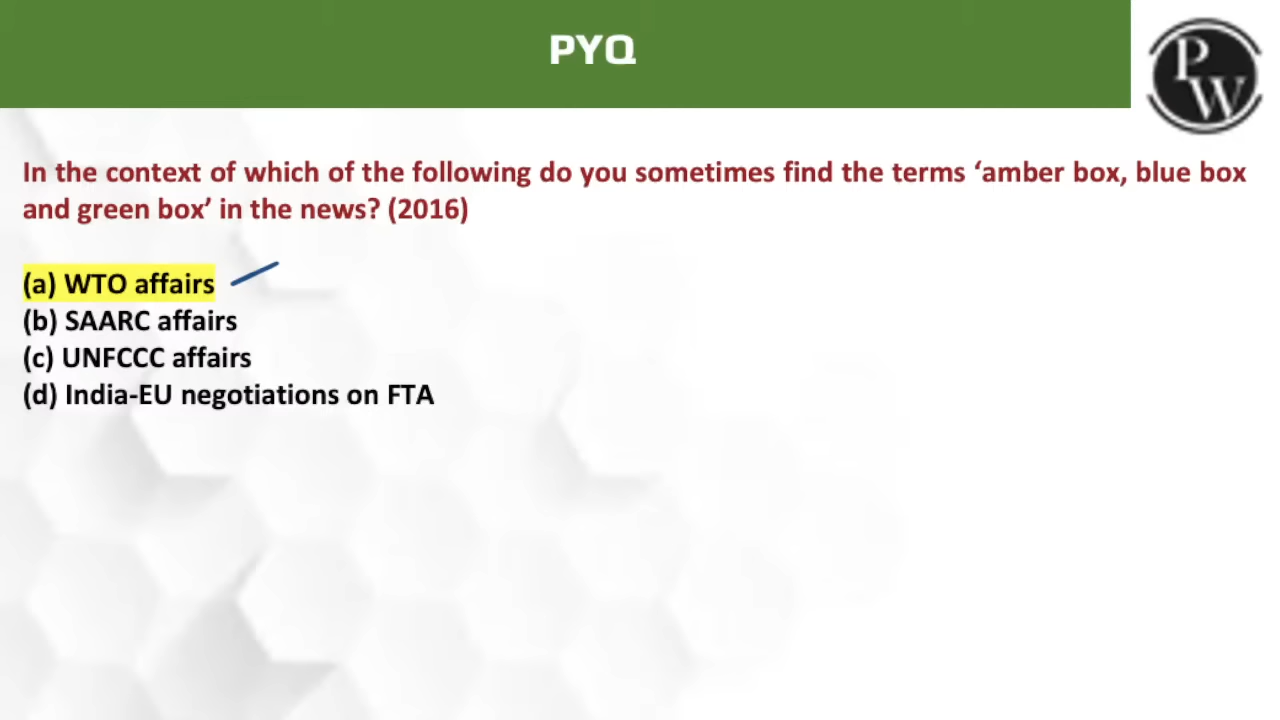 PYQ
P
W
In the context of which of the following do you sometimes find the terms ‘amber box, blue box
and green box’ in the news? (2016)
(a) WTO affairs
(b) SAARC affairs
(c) UNFCCC affairs
(d) India-EU negotiations on FTA